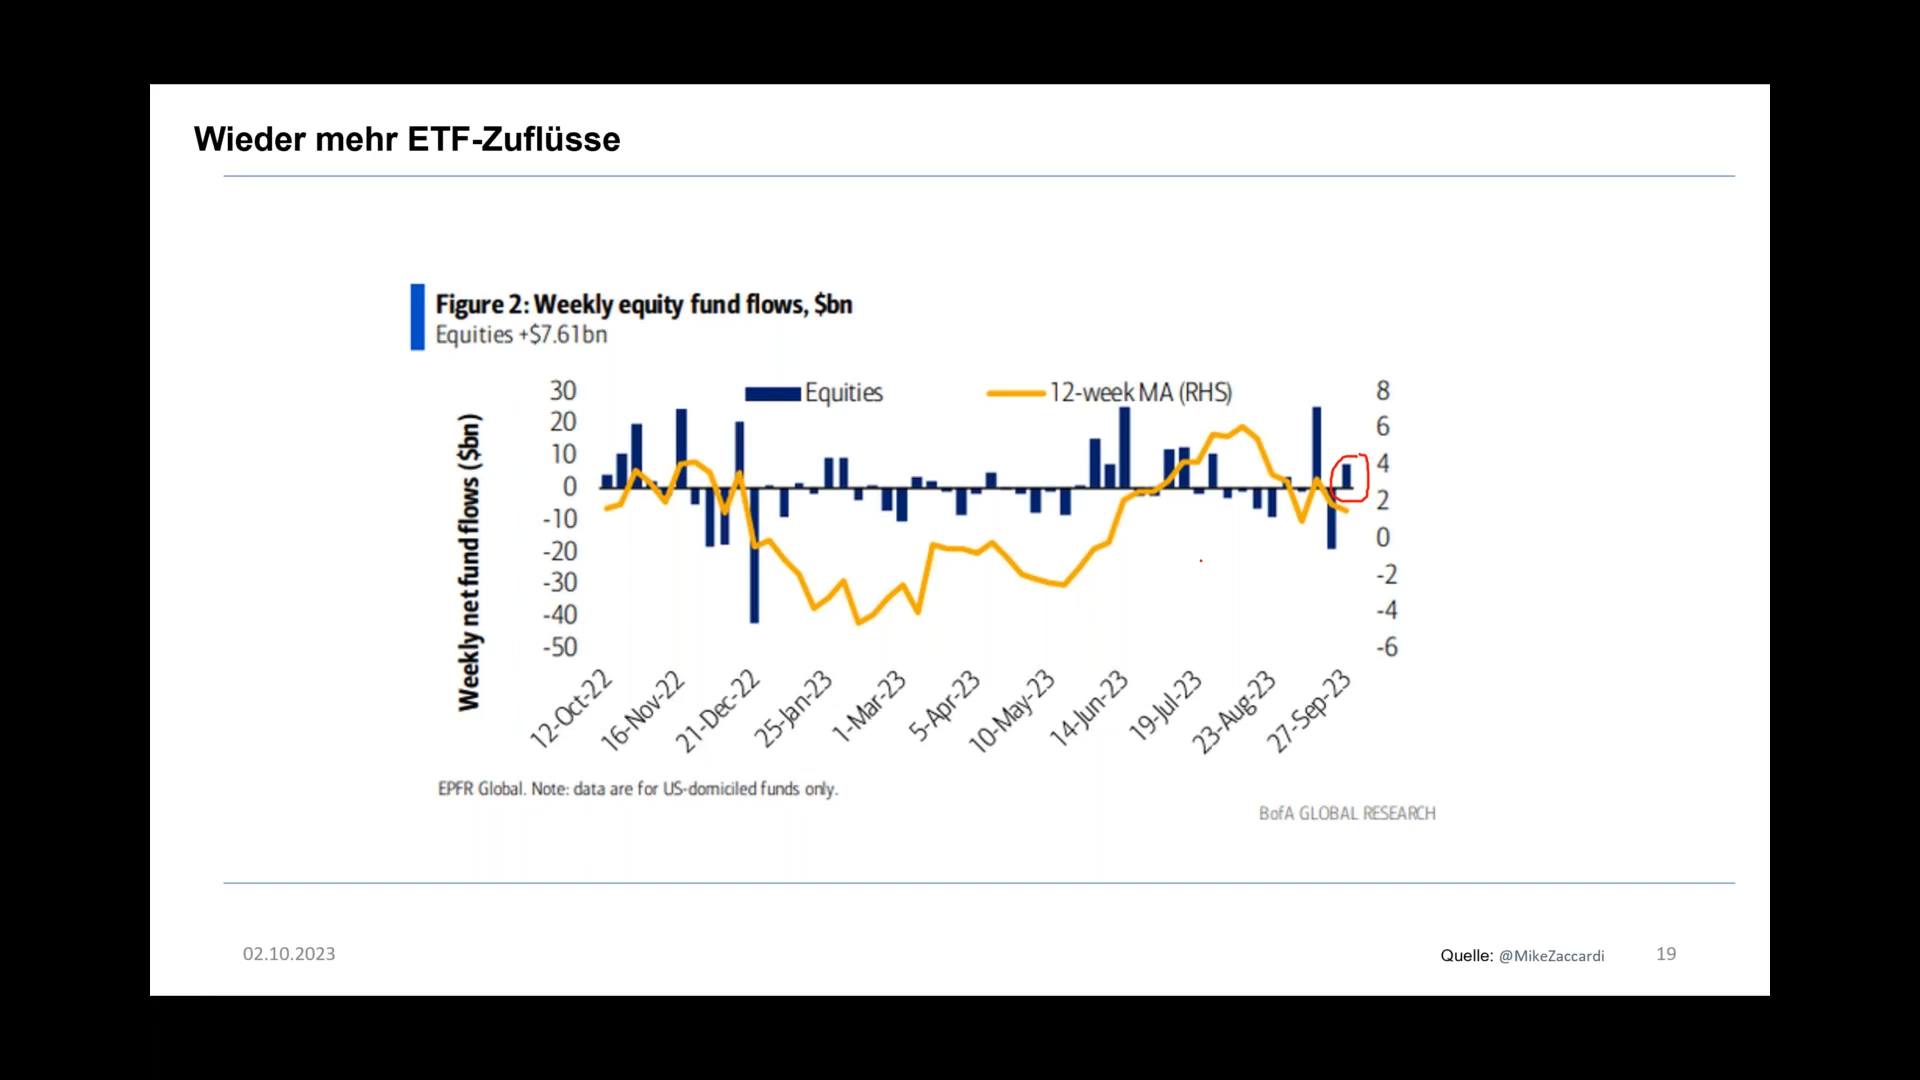 Wieder mehr ETF-Zuflüsse
Figure 2: Weekly equity fund flows, $bn
Equities +$7.61bn
Equities
12-week MA (RHS)
Weekly net fund flows ($bn)
30
20
10
0
-10
-20
-30
-40
-50
8
6
4
2
0
-2
-4
-6
12-Oct-22
16-Nov-22
21-Dec-22
25-Jan-23
1-Mar-23
5-Apr-23
10-May-23
14-Jun-23
19-Jul-23
23-Aug-23
27-Sep-23
EPFR Global. Note: data are for US-domiciled funds only.
BofA GLOBAL RESEARCH
02.10.2023
Quelle: @MikeZaccardi
19